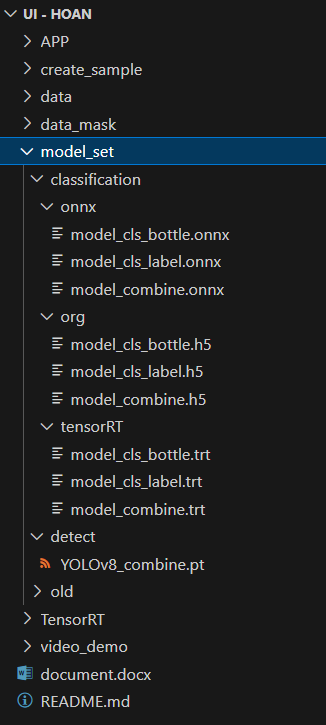 UI - HOAN
APP
create_sample
data
data_mask
model_set
classification
onnx
model_cls_bottle.onnx
model_cls_label.onnx
model_combine.onnx
org
model_cls_bottle.h5
model_cls_label.h5
model_combine.h5
tensorRT
model_cls_bottle.trt
model_cls_label.trt
model_combine.trt
detect
YOLOv8_combine.pt
old
TensorRT
video_demo
document.docx
README.md